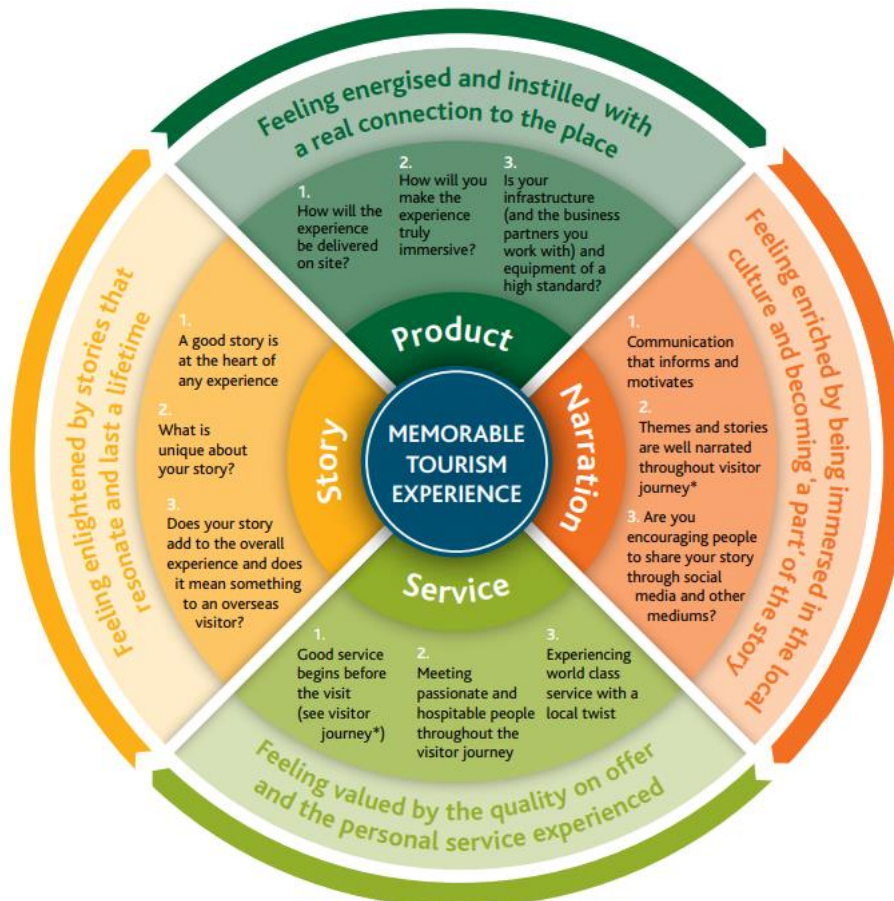 Feeling energised and instilled with
a real connection to the place
1.
How will the
experience
be delivered
on site?
2.
How will you
make the
experience
truly
immersive?
3.
Is your
infrastructure
(and the business
partners you
work with) and
equipment of a
high standard?
Product
Feeling enriched by being immersed in the local
culture and becoming 'a part' of the story
1.
Communication
that informs and
motivates
2.
Themes and stories
are well narrated
throughout visitor
journey*
3. Are you
encouraging people
to share your story
through social
media and other
mediums?
Narration
MEMORABLE
TOURISM
EXPERIENCE
Service
1.
Good service
begins before
the visit
(see visitor
journey*)
2.
Meeting
passionate and
hospitable people
throughout the
visitor journey
3.
Experiencing
world class
service with a
local twist
Feeling valued by the quality on offer
and the personal service experienced
Story
1.
A good story is
at the heart of
any experience
2.
What is
unique about
your story?
3.
Does your story
add to the overall
experience and does
it mean something
to an overseas
visitor?
Feeling enlightened by stories that
resonate and last a lifetime